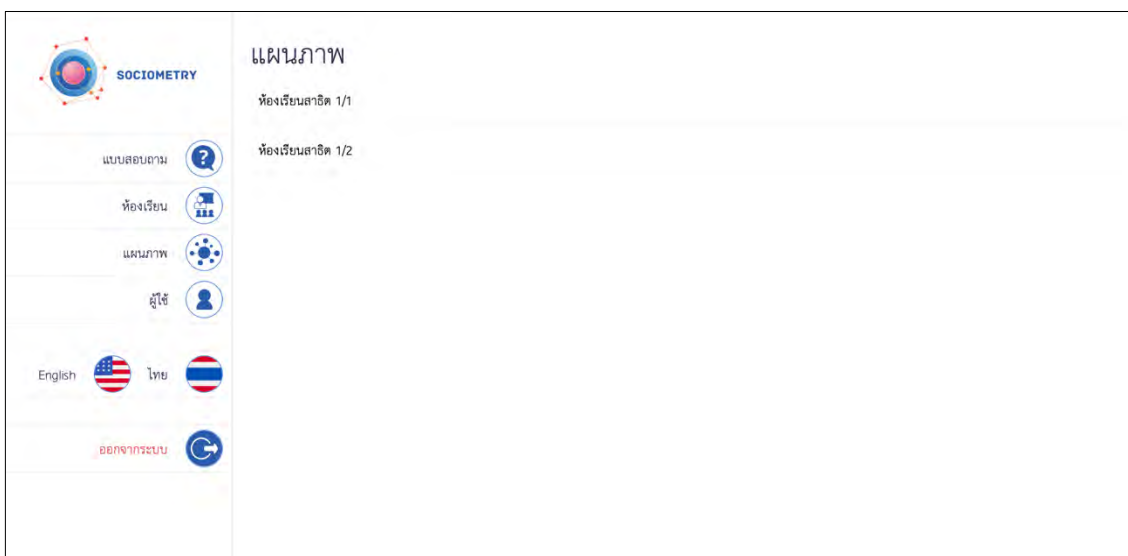 SOCIOMETRY
แบบสอบถาม
ห้องเรียน
แผนภาพ
ผู้ใช้
English ไทย
ออกจากระบบ
แผนภาพ
ห้องเรียนสาธิต 1/1
ห้องเรียนสาธิต 1/2